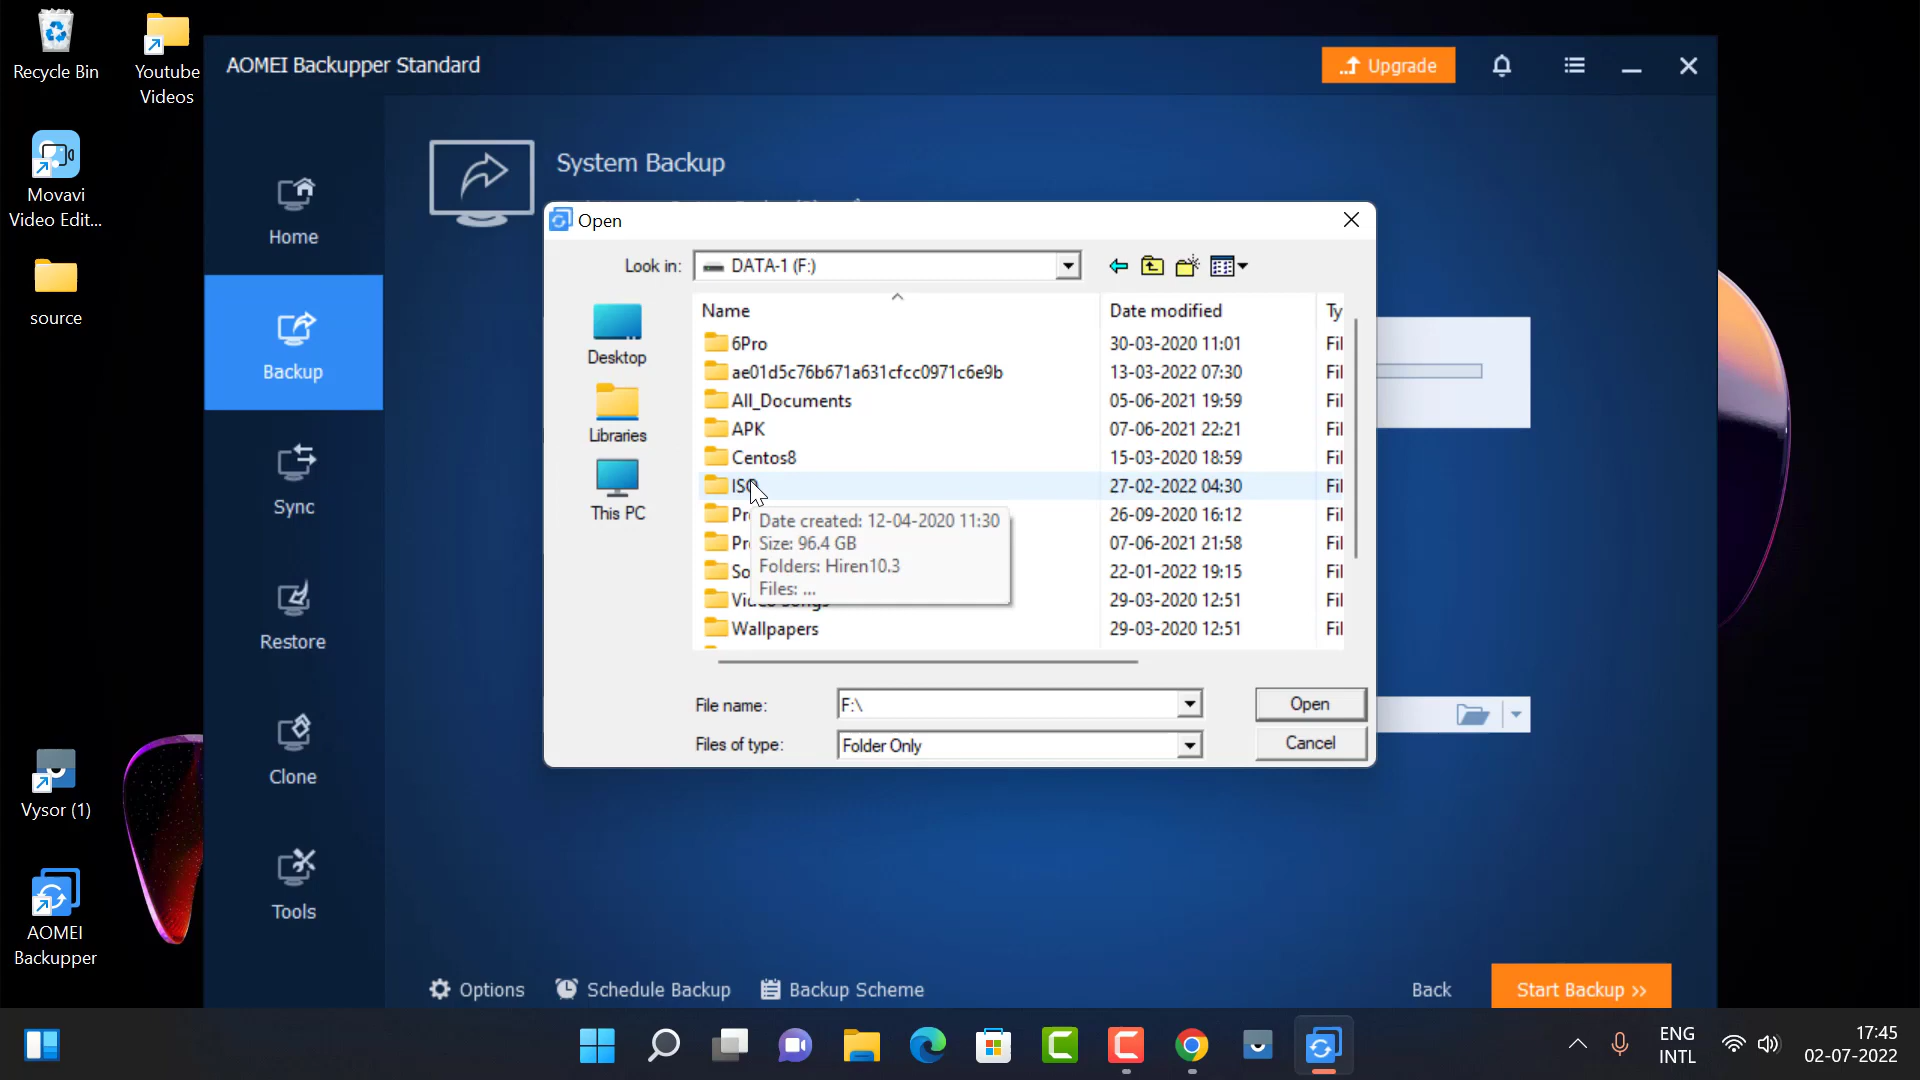 Recycle Bin
Youtube
Videos
Movavi
Video Edit...
source
Vysor (1)
AOMEI
Backupper
AOMEI Backupper Standard
Upgrade
Home
Backup
Sync
Restore
Clone
Tools
System Backup
Open
Look in:
DATA-1 (F:)
Desktop
Libraries
This PC
Name Date modified Ty
6Pro 30-03-2020 11:01 Fil
ae01d5c76b671a631cfcc0971c6e9b 13-03-2022 07:30 Fil
All_Documents 05-06-2021 19:59 Fil
APK 07-06-2021 22:21 Fil
Centos8 15-03-2020 18:59 Fil
ISO 27-02-2022 04:30 Fil
Pr 26-09-2020 16:12 Fil
Pr 07-06-2021 21:58 Fil
So 22-01-2022 19:15 Fil
Video Songs 29-03-2020 12:51 Fil
Wallpapers 29-03-2020 12:51 Fil
Date created: 12-04-2020 11:30
Size: 96.4 GB
Folders: Hiren10.3
Files: ...
File name: F:\ Open
Files of type: Folder Only Cancel
Options Schedule Backup Backup Scheme Back Start Backup >>
ENG
INTL
17:45
02-07-2022